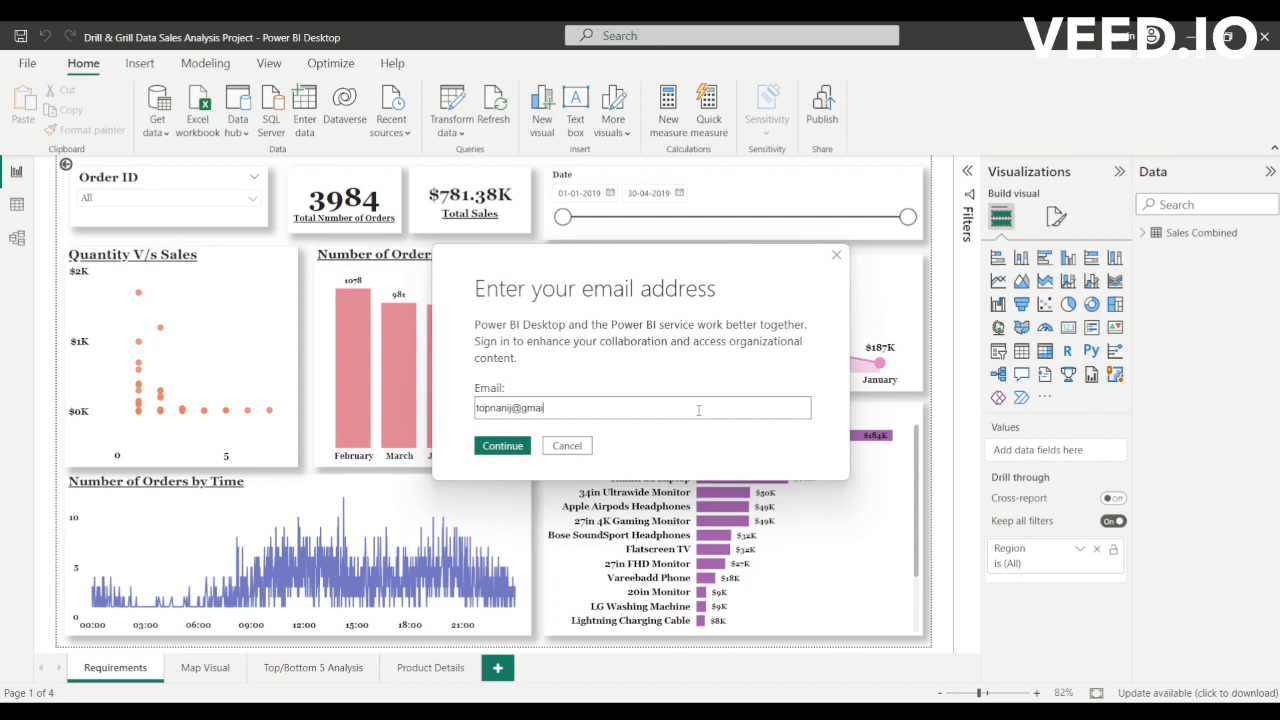 VEED.IO
Drill & Grill Data Sales Analysis Project - Power BI Desktop
Search
File
Home
Insert
Modeling
View
Optimize
Help
Paste
Cut
Copy
Format painter
Clipboard
Get data
Excel workbook
Data hub
SQL Server
Enter data
Dataverse
Recent sources
Data
Transform data
Refresh
Queries
New visual
Text box
More visuals
Insert
New measure
Quick measure
Calculations
Sensitivity
Sensitivity
Publish
Share
Order ID
All
3984
Total Number of Orders
$781.38K
Total Sales
Date
01-01-2019
30-04-2019
Quantity V/s Sales
$2K
$1K
$0K
0
5
Number of Order
1078
981
February
March
$187K
January
Enter your email address
Power BI Desktop and the Power BI service work better together.
Sign in to enhance your collaboration and access organizational
content.
Email:
topnanij@gmai
Continue
Cancel
$184K
Number of Orders by Time
10
5
0
00:00
03:00
06:00
09:00
12:00
15:00
18:00
21:00
34in Ultrawide Monitor $50K
Apple Airpods Headphones $49K
27in 4K Gaming Monitor $49K
Bose SoundSport Headphones $32K
Flatscreen TV $32K
27in FHD Monitor $27K
Vareebadd Phone $18K
20in Monitor $9K
LG Washing Machine $9K
Lightning Charging Cable $8K
Filters
Visualizations
Build visual
R
Py
123
Values
Add data fields here
Drill through
Cross-report
Off
Keep all filters
On
Region
is (All)
Data
Search
Sales Combined
Requirements
Map Visual
Top/Bottom 5 Analysis
Product Details
Page 1 of 4
82%
Update available (click to download)